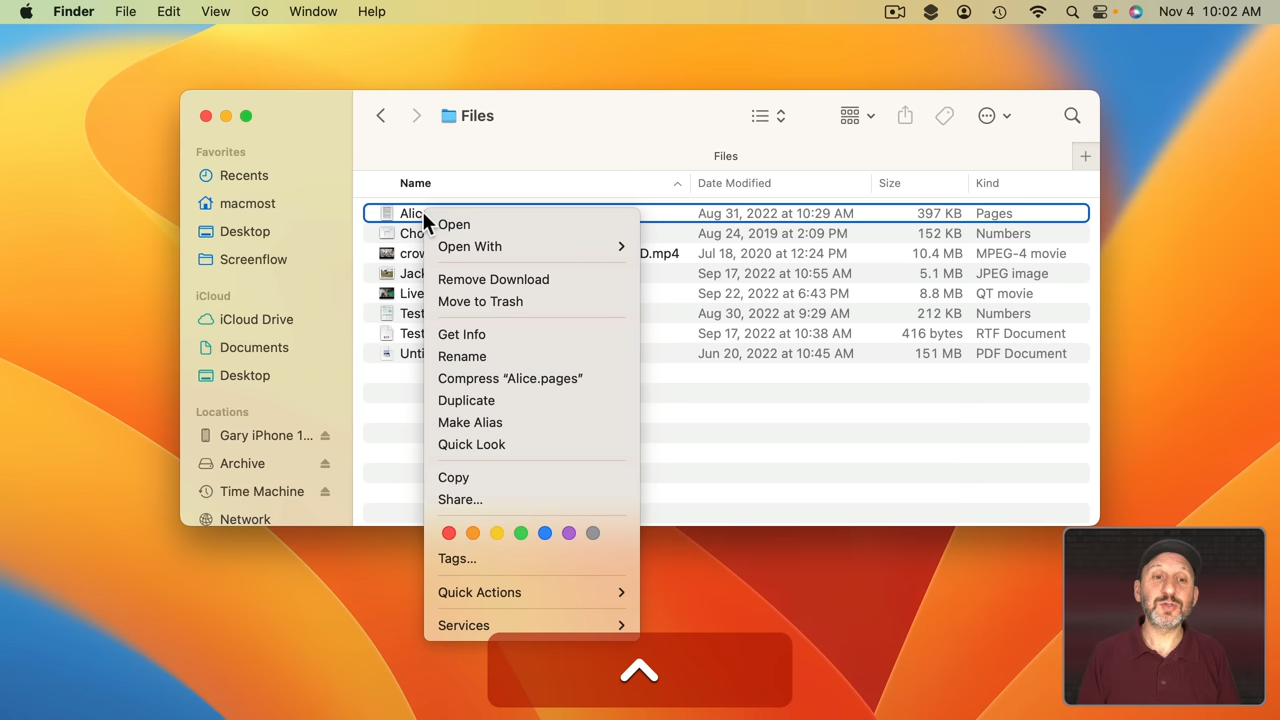 Finder File Edit View Go Window Help Nov 4 10:02 AM
Files
Files
Favorites
Recents
macmost
Desktop
Screenflow
iCloud
iCloud Drive
Documents
Desktop
Locations
Gary iPhone 1...
Archive
Time Machine
Network
Name Date Modified Size Kind
Alic Aug 31, 2022 at 10:29 AM 397 KB Pages
Cho Aug 24, 2019 at 2:09 PM 152 KB Numbers
crow D.mp4 Jul 18, 2020 at 12:24 PM 10.4 MB MPEG-4 movie
Jack Sep 17, 2022 at 10:55 AM 5.1 MB JPEG image
Live Sep 22, 2022 at 6:43 PM 8.8 MB QT movie
Test Aug 30, 2022 at 9:29 AM 212 KB Numbers
Test Sep 17, 2022 at 10:38 AM 416 bytes RTF Document
Unti Jun 20, 2022 at 10:45 AM 151 MB PDF Document
Open
Open With
Remove Download
Move to Trash
Get Info
Rename
Compress “Alice.pages”
Duplicate
Make Alias
Quick Look
Copy
Share...
Tags...
Quick Actions
Services